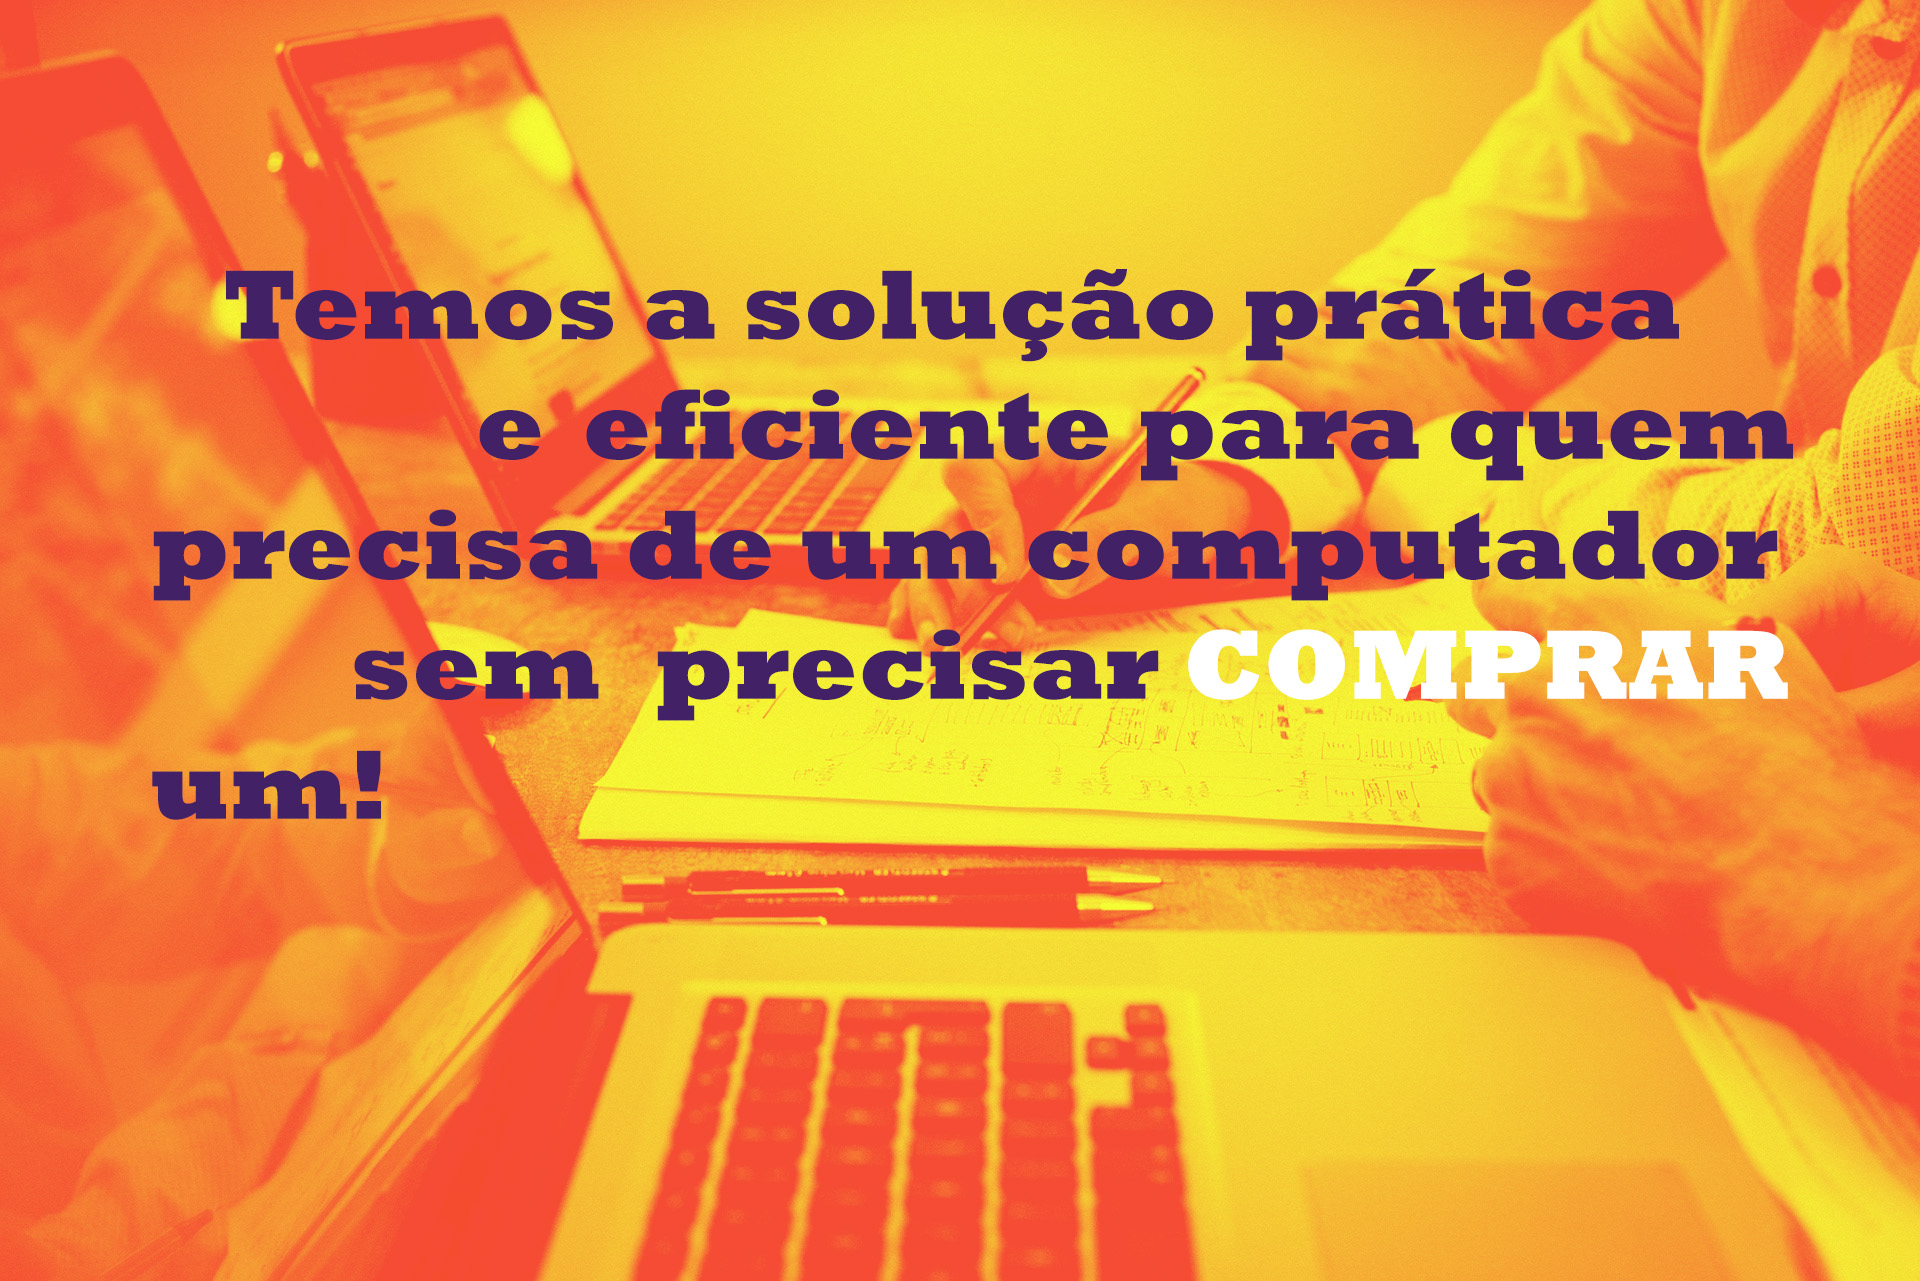 Temos a solução prática
e eficiente para quem
precisa de um computador
sem precisar COMPRAR
um!